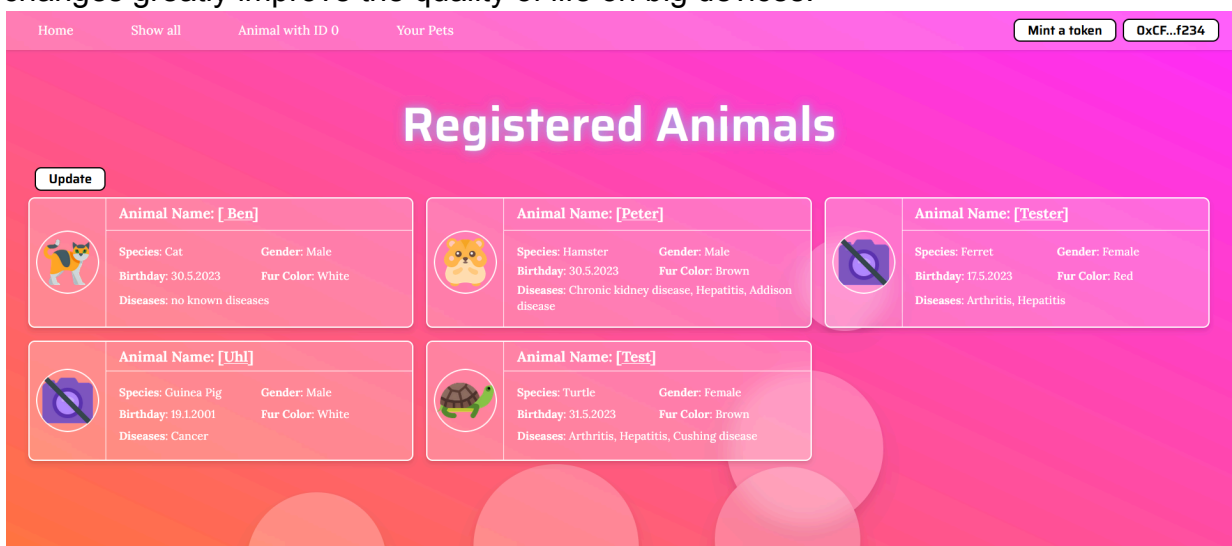 changes greatly improve the quality of life on big devices.
Home Show all Animal with ID 0 Your Pets Mint a token 0xCF...f234
Registered Animals
Update
Animal Name: [ Ben]
Species: Cat Gender: Male
Birthday: 30.5.2023 Fur Color: White
Diseases: no known diseases
Animal Name: [Peter]
Species: Hamster Gender: Male
Birthday: 30.5.2023 Fur Color: Brown
Diseases: Chronic kidney disease, Hepatitis, Addison
disease
Animal Name: [Tester]
Species: Ferret Gender: Female
Birthday: 17.5.2023 Fur Color: Red
Diseases: Arthritis, Hepatitis
Animal Name: [Uhl]
Species: Guinea Pig Gender: Male
Birthday: 19.1.2001 Fur Color: White
Diseases: Cancer
Animal Name: [Test]
Species: Turtle Gender: Female
Birthday: 31.5.2023 Fur Color: Brown
Diseases: Arthritis, Hepatitis, Cushing disease